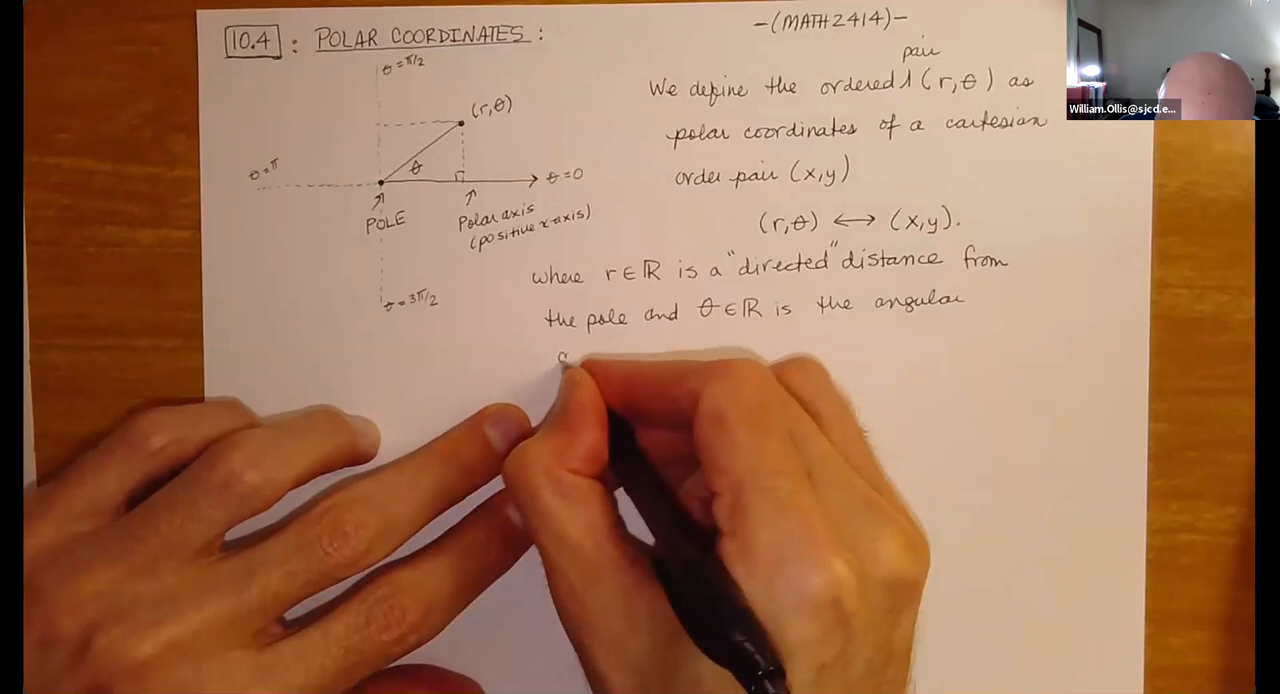 10.4 : POLAR COORDINATES :
-(MATH2414)-
θ = π/2
(r,θ)
θ = π
θ
θ = 0
POLE
Polar axis
(positive x-axis)
θ = 3π/2
pair
We define the ordered ∧ (r,θ) as
polar coordinates of a cartesian
order pair (x,y)
(r,θ) ↔ (x,y).
where r∈ℝ is a "directed" distance from
the pole and θ∈ℝ is the angular
William.Ollis@sjcd.e...